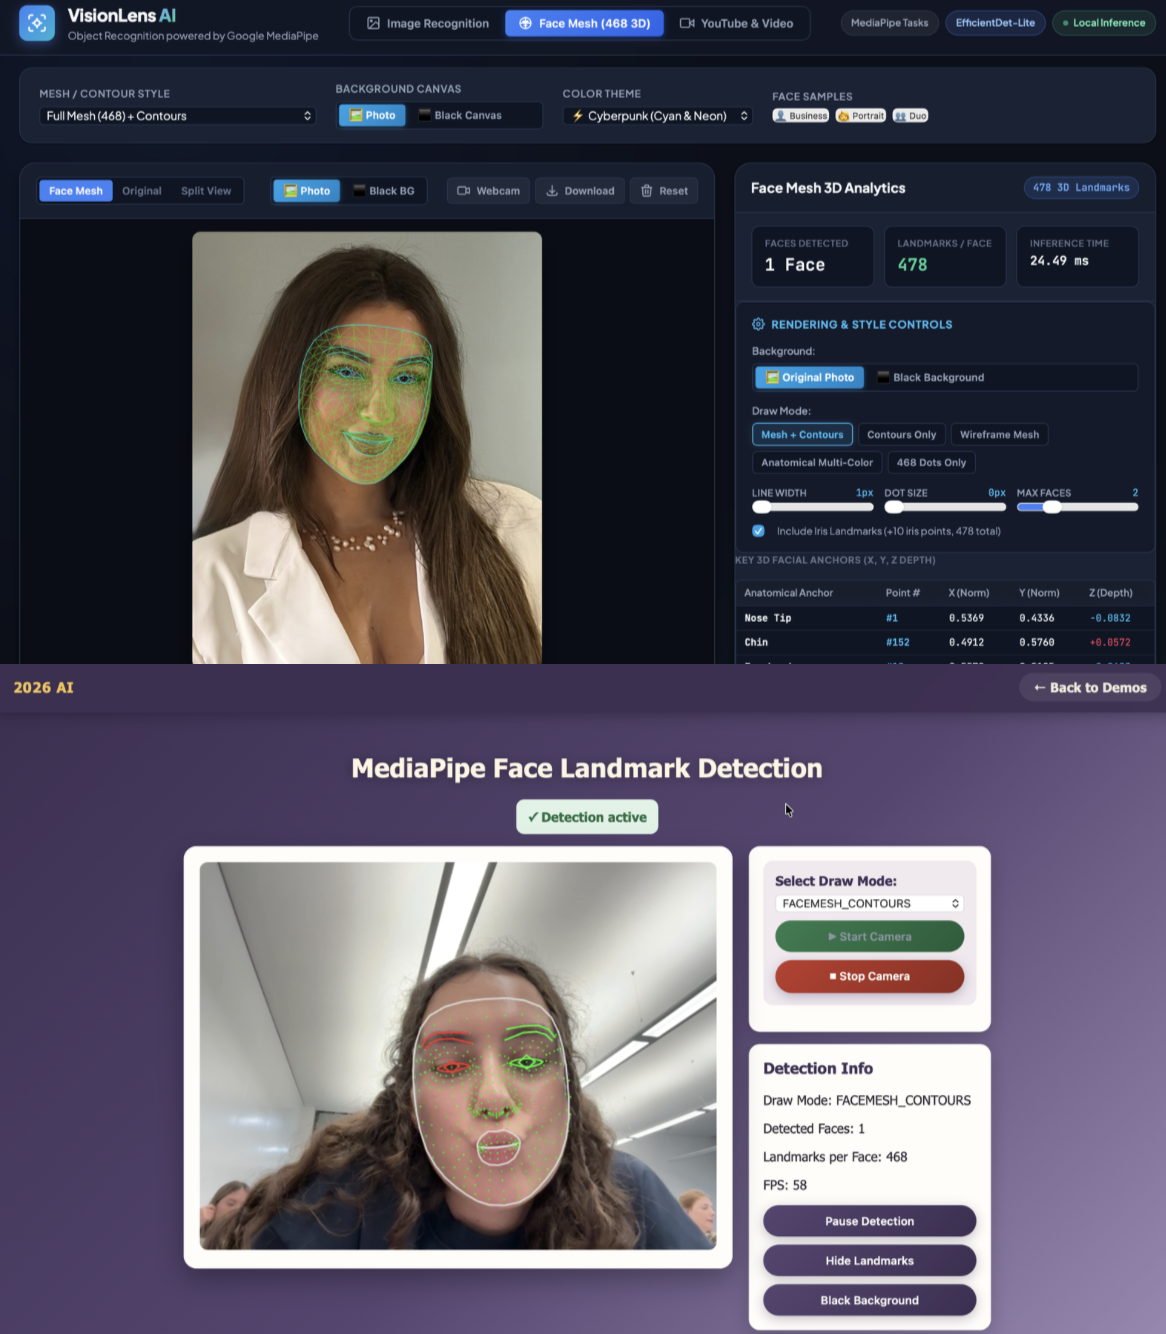 VisionLens AI
Object Recognition powered by Google MediaPipe
Image Recognition
Face Mesh (468 3D)
YouTube & Video
MediaPipe Tasks
EfficientDet-Lite
Local Inference
MESH / CONTOUR STYLE
Full Mesh (468) + Contours
BACKGROUND CANVAS
Photo
Black Canvas
COLOR THEME
⚡ Cyberpunk (Cyan & Neon)
FACE SAMPLES
Business
Portrait
Duo
Face Mesh
Original
Split View
Photo
Black BG
Webcam
Download
Reset
Face Mesh 3D Analytics
478 3D Landmarks
FACES DETECTED
1 Face
LANDMARKS / FACE
478
INFERENCE TIME
24.49 ms
RENDERING & STYLE CONTROLS
Background:
Original Photo
Black Background
Draw Mode:
Mesh + Contours
Contours Only
Wireframe Mesh
Anatomical Multi-Color
468 Dots Only
LINE WIDTH 1px
DOT SIZE 0px
MAX FACES 2
Include Iris Landmarks (+10 iris points, 478 total)
KEY 3D FACIAL ANCHORS (X, Y, Z DEPTH)
Anatomical Anchor Point # X (Norm) Y (Norm) Z (Depth)
Nose Tip #1 0.5369 0.4336 -0.0832
Chin #152 0.4912 0.5760 +0.0572
2026 AI
← Back to Demos
MediaPipe Face Landmark Detection
✓ Detection active
Select Draw Mode:
FACEMESH_CONTOURS
▶ Start Camera
■ Stop Camera
Detection Info
Draw Mode: FACEMESH_CONTOURS
Detected Faces: 1
Landmarks per Face: 468
FPS: 58
Pause Detection
Hide Landmarks
Black Background